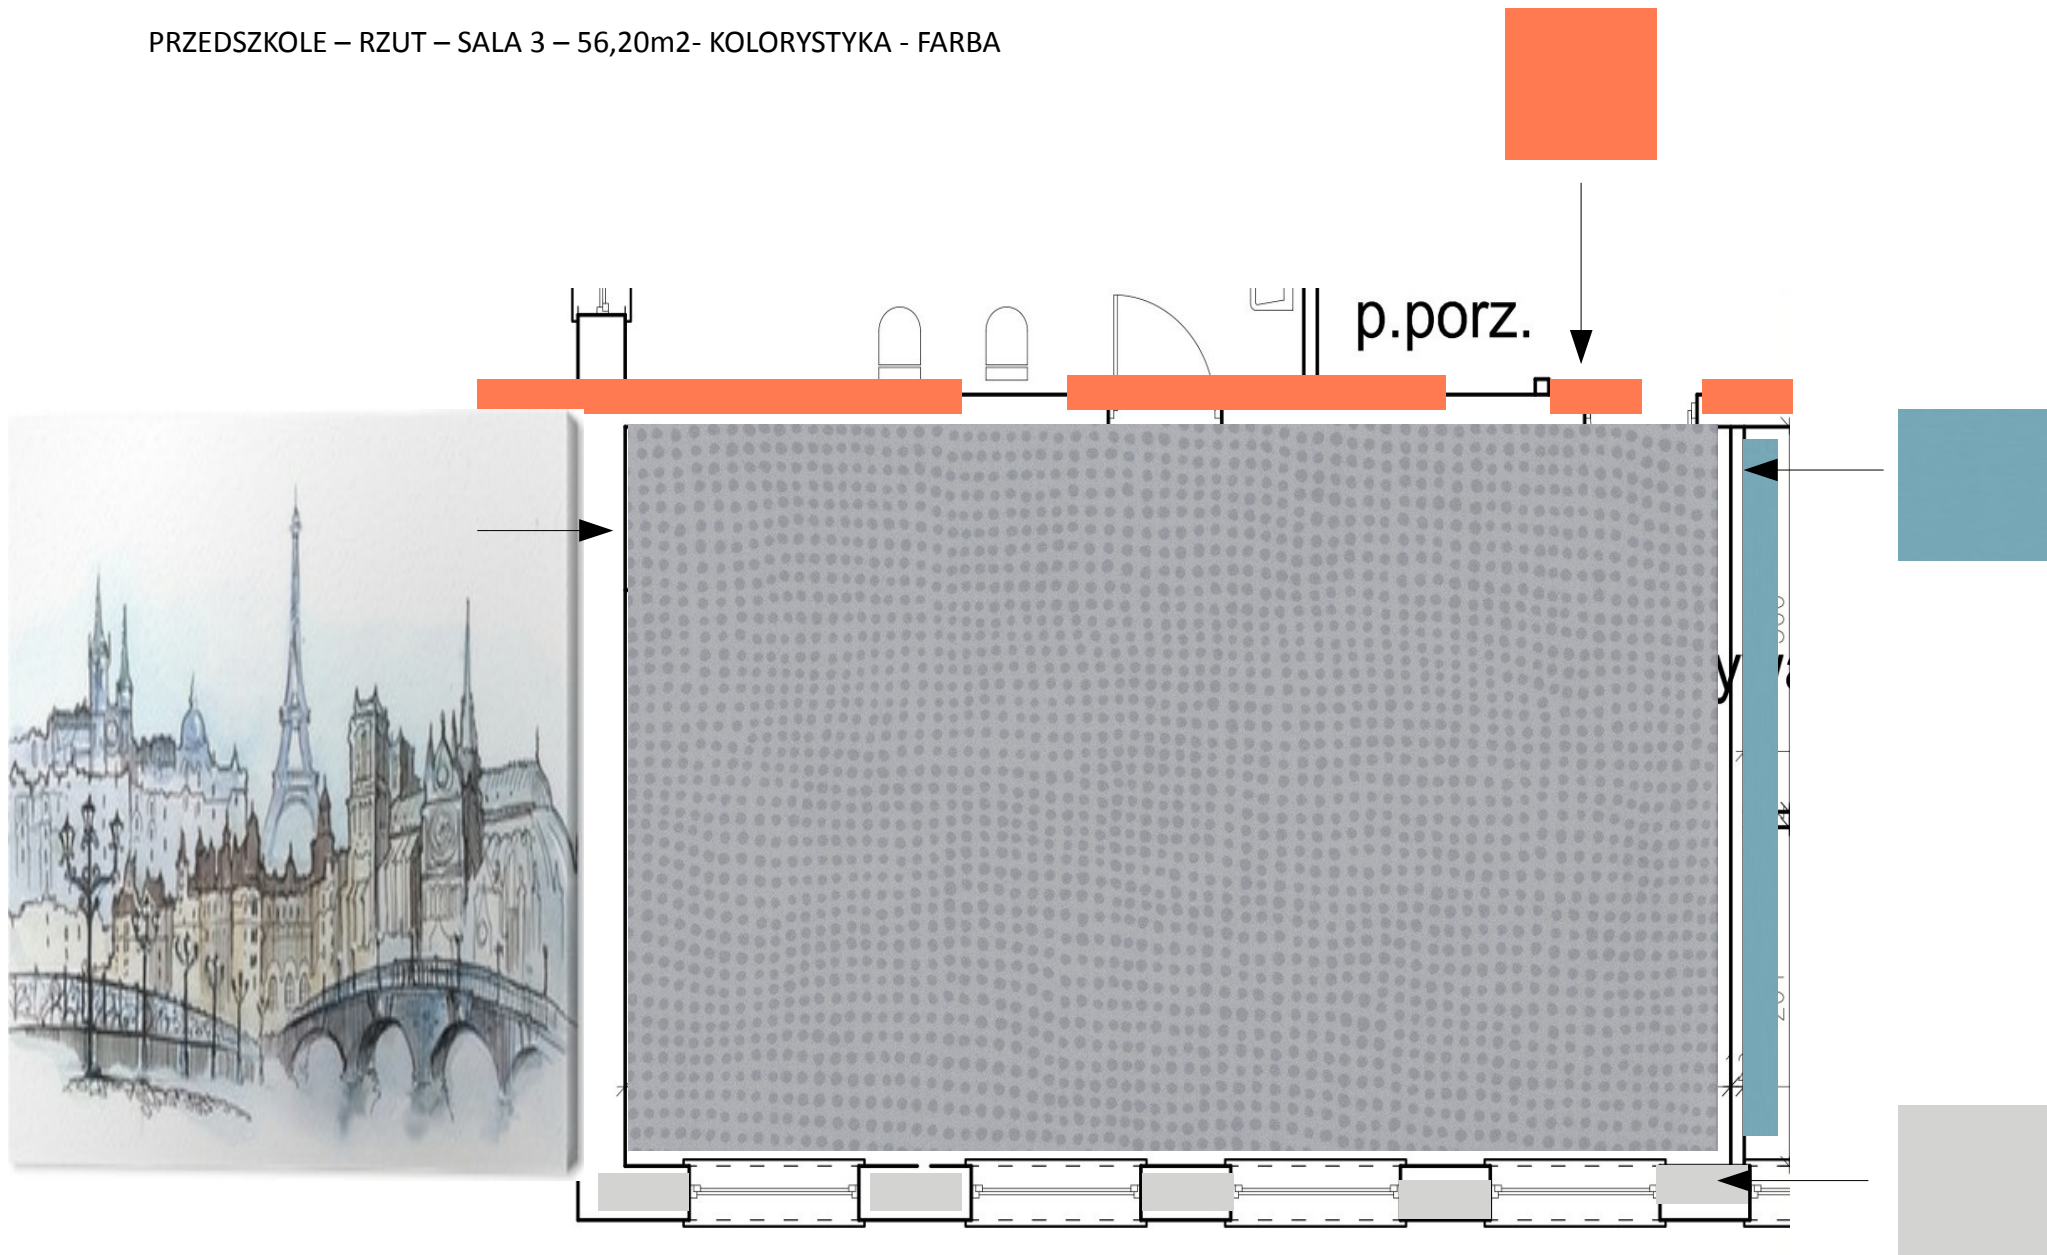 PRZEDSZKOLE – RZUT – SALA 3 – 56,20m2- KOLORYSTYKA - FARBA
p.porz.